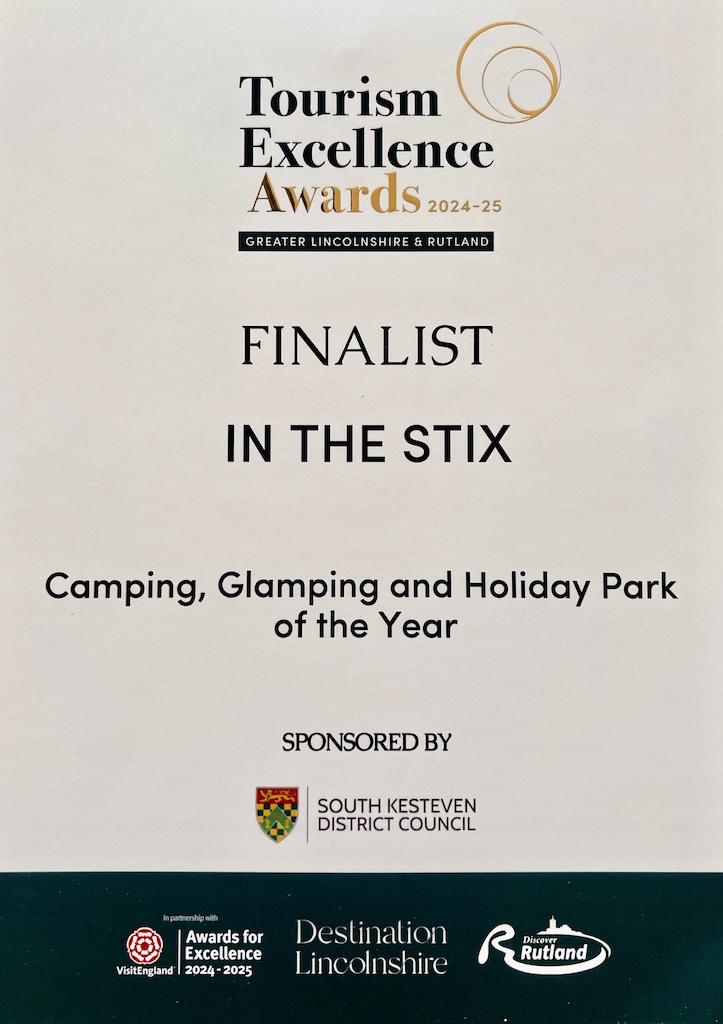 Tourism
Excellence
Awards 2024-25
GREATER LINCOLNSHIRE & RUTLAND
FINALIST
IN THE STIX
Camping, Glamping and Holiday Park
of the Year
SPONSORED BY
SOUTH KESTEVEN
DISTRICT COUNCIL
In partnership with
VisitEngland
Awards for
Excellence
2024 - 2025
Destination
Lincolnshire
Discover
Rutland